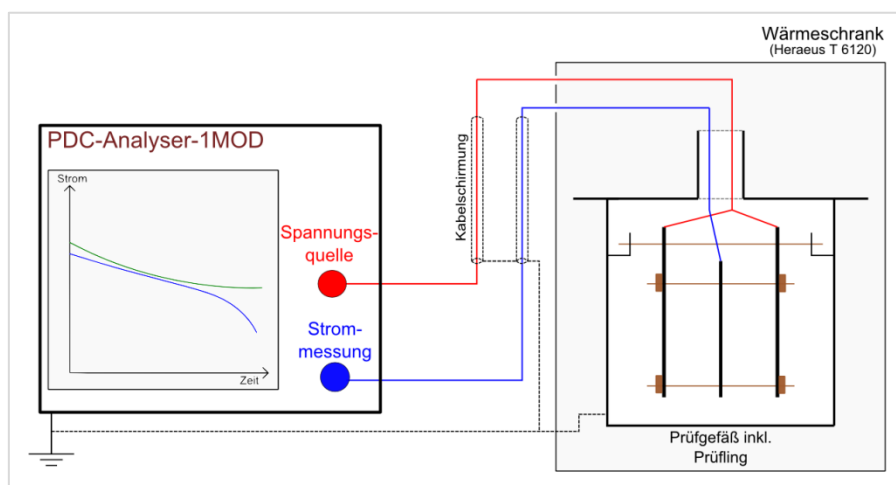 Wärmeschrank
(Heraeus T 6120)
PDC-Analyser-1MOD
Strom
Zeit
Spannungs-
quelle
Strom-
messung
Kabelschirmung
Prüfgefäß inkl.
Prüfling